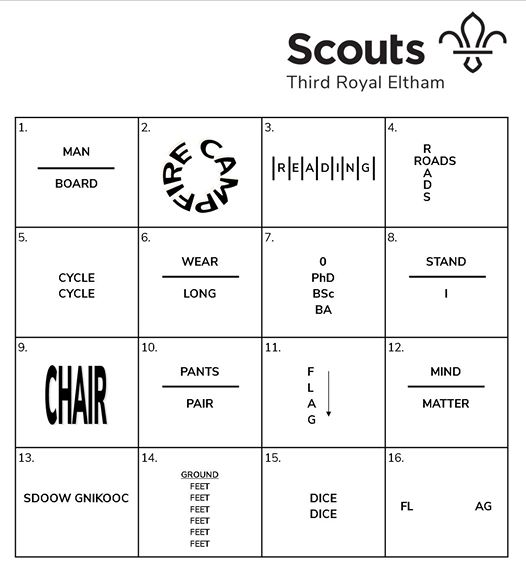 Scouts
Third Royal Eltham
1.
MAN
BOARD
2.
CAMPFIRE
3.
READING
4.
R
ROADS
A
D
S
5.
CYCLE
CYCLE
6.
WEAR
LONG
7.
0
PhD
BSc
BA
8.
STAND
I
9.
CHAIR
10.
PANTS
PAIR
11.
F
L
A
G
12.
MIND
MATTER
13.
SDOOW GNIKOOC
14.
GROUND
FEET
FEET
FEET
FEET
FEET
FEET
15.
DICE
DICE
16.
FL AG